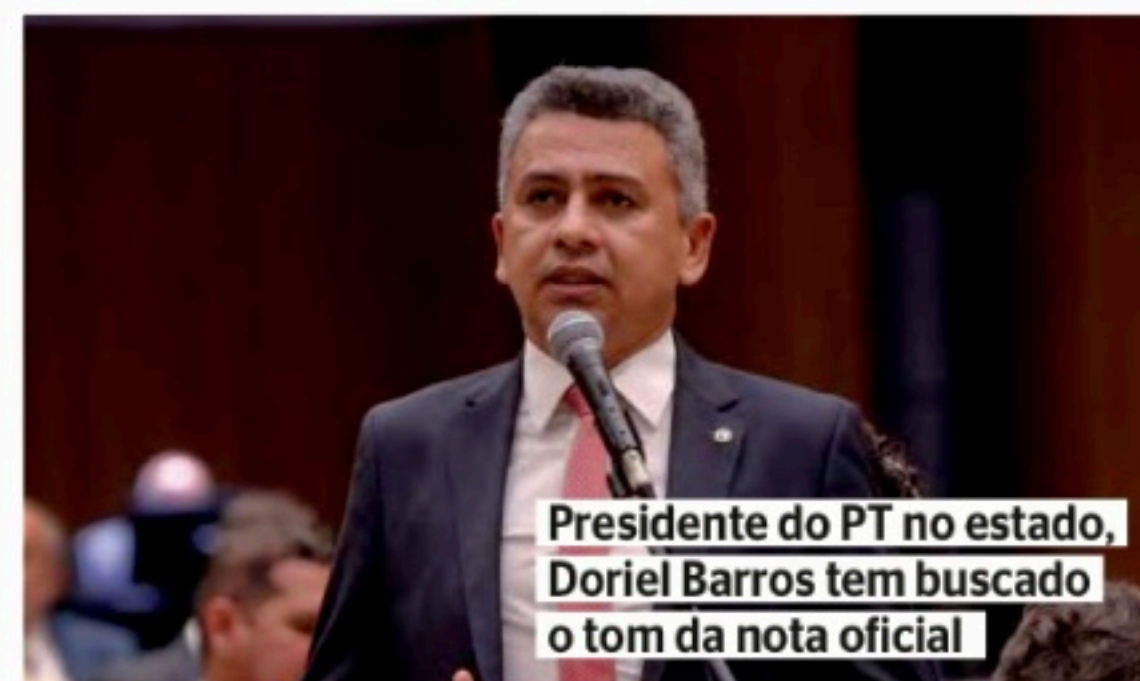 Presidente do PT no estado,
Doriel Barros tem buscado
o tom da nota oficial